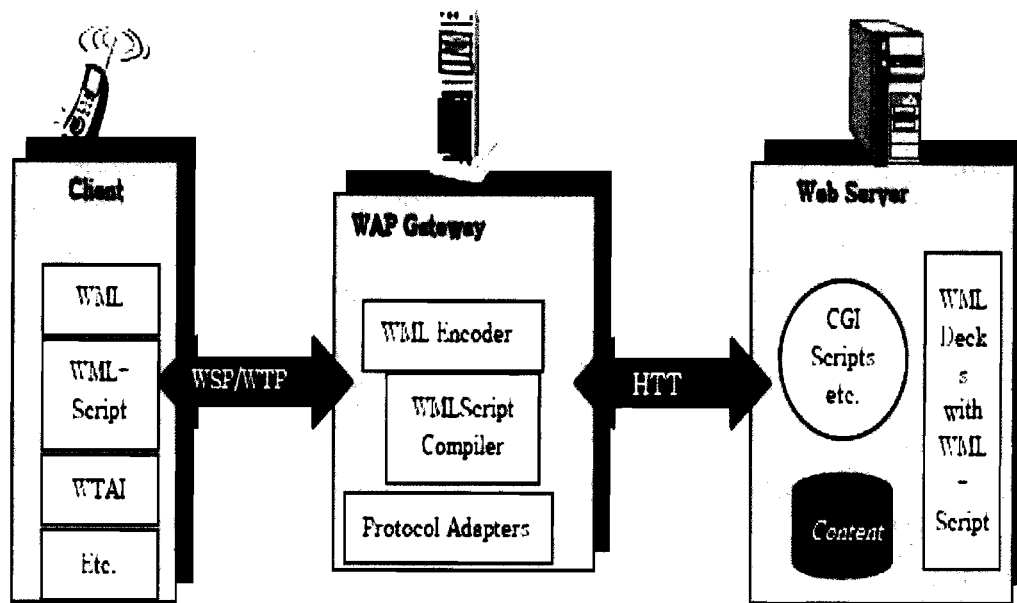 Client
WML
WML-
Script
WTAI
Etc.
WSP/WTP
WAP Gateway
WML Encoder
WMLScript
Compiler
Protocol Adapters
HTT
Web Server
CGI
Scripts
etc.
Content
WML
Deck
s
with
WML
-
Script